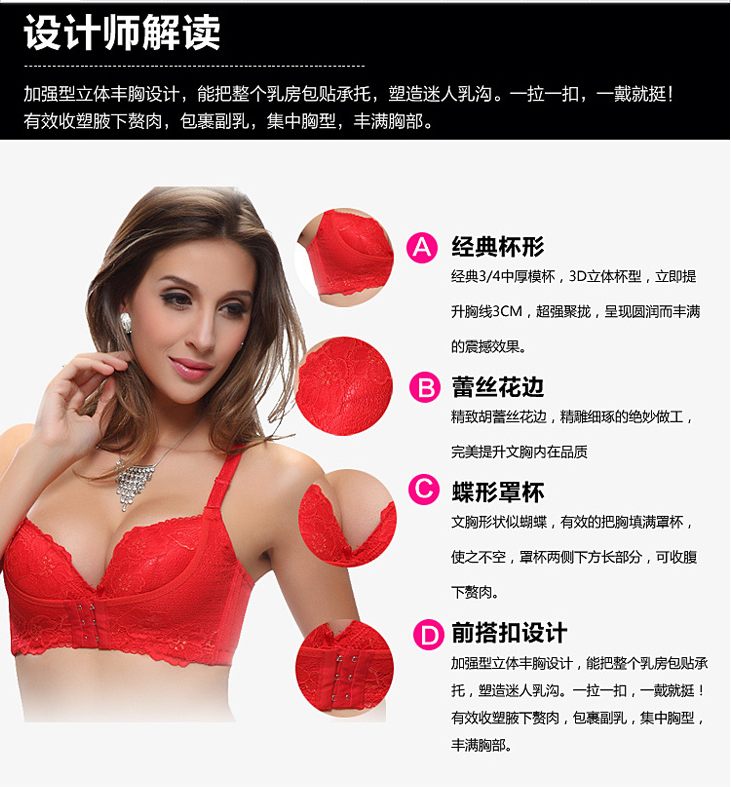 设计师解读
加强型立体丰胸设计，能把整个乳房包贴承托，塑造迷人乳沟。一拉一扣，一戴就挺！
有效收塑腋下赘肉，包裹副乳，集中胸型，丰满胸部。
A 经典杯形
经典3/4中厚模杯，3D立体杯型，立即提
升胸线3CM，超强聚拢，呈现圆润而丰满
的震撼效果。
B 蕾丝花边
精致胡蕾丝花边，精雕细琢的绝妙做工，
完美提升文胸内在品质
C 蝶形罩杯
文胸形状似蝴蝶，有效的把胸填满罩杯，
使之不空，罩杯两侧下方长部分，可收腹
下赘肉。
D 前搭扣设计
加强型立体丰胸设计，能把整个乳房包贴承
托，塑造迷人乳沟。一拉一扣，一戴就挺！
有效收塑腋下赘肉，包裹副乳，集中胸型，
丰满胸部。